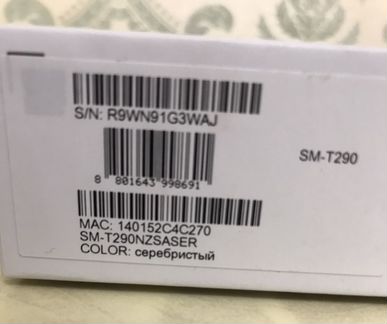 S/N: R9WN91G3WAJ
SM-T290
8 801643 998691
MAC: 140152C4C270
SM-T290NZSASER
COLOR: серебристый